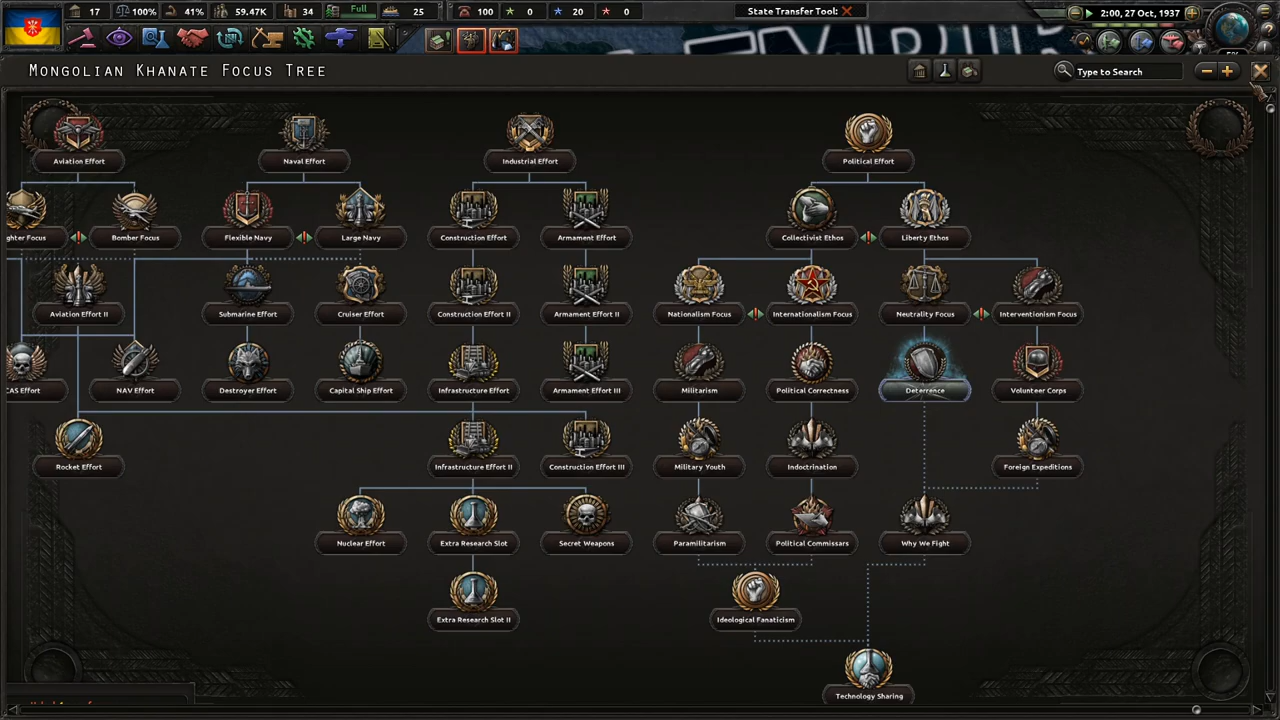 17 100% 41% 59.47K 34 Full 25 100 0 20 0 State Transfer Tool: 2:00, 27 Oct, 1937
MONGOLIAN KHANATE FOCUS TREE Type to Search
Aviation Effort Naval Effort Industrial Effort Political Effort
ghter Focus Bomber Focus Flexible Navy Large Navy Construction Effort Armament Effort Collectivist Ethos Liberty Ethos
Aviation Effort II Submarine Effort Cruiser Effort Construction Effort II Armament Effort II Nationalism Focus Internationalism Focus Neutrality Focus Interventionism Focus
CAS Effort NAV Effort Destroyer Effort Capital Ship Effort Infrastructure Effort Armament Effort III Militarism Political Correctness Deterrence Volunteer Corps
Rocket Effort Infrastructure Effort II Construction Effort III Military Youth Indoctrination Foreign Expeditions
Nuclear Effort Extra Research Slot Secret Weapons Paramilitarism Political Commissars Why We Fight
Extra Research Slot II Ideological Fanaticism
Technology Sharing